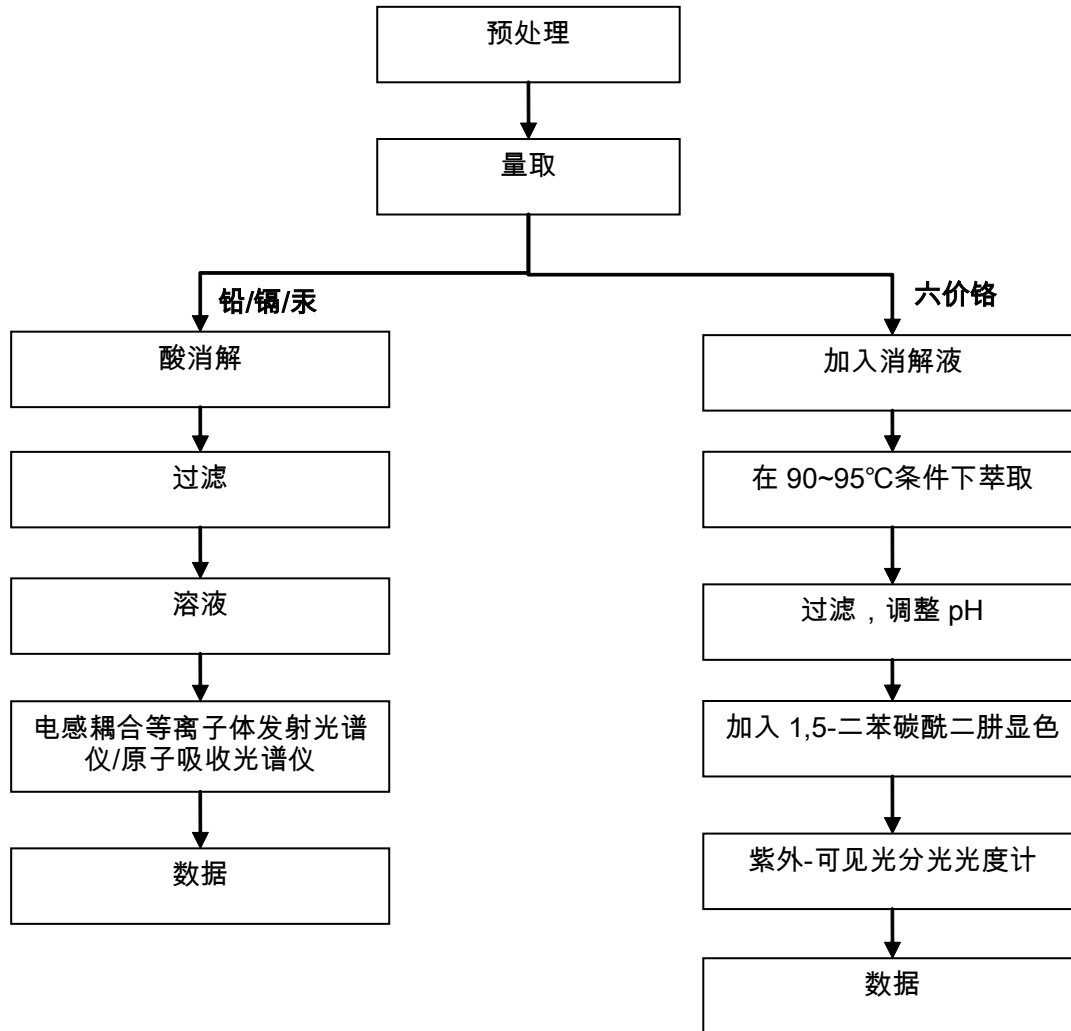 预处理
量取
铅/镉/汞
酸消解
过滤
溶液
电感耦合等离子体发射光谱
仪/原子吸收光谱仪
数据
六价铬
加入消解液
在 90~95℃条件下萃取
过滤，调整 pH
加入 1,5-二苯碳酰二肼显色
紫外-可见光分光光度计
数据